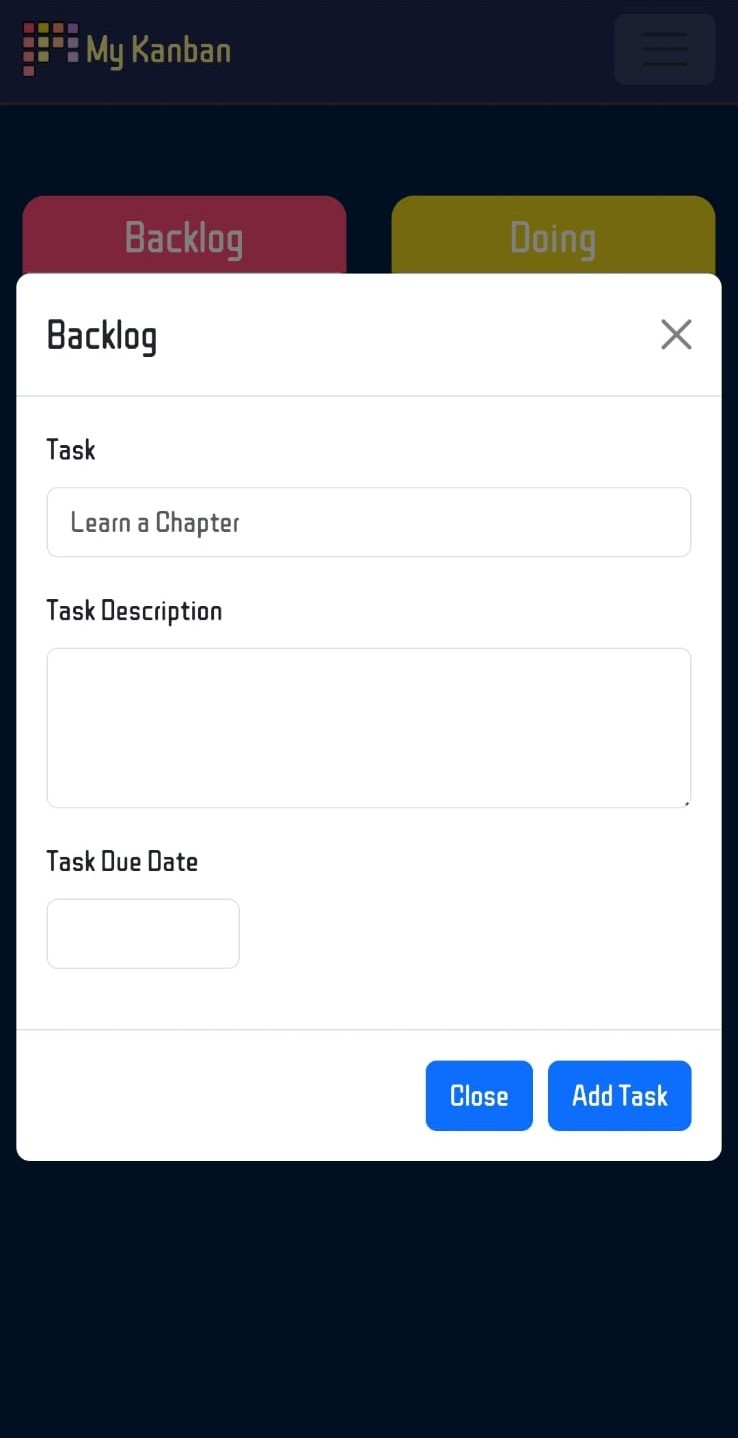 My Kanban
Backlog
Doing
Backlog
Task
Learn a Chapter
Task Description
Task Due Date
Close
Add Task